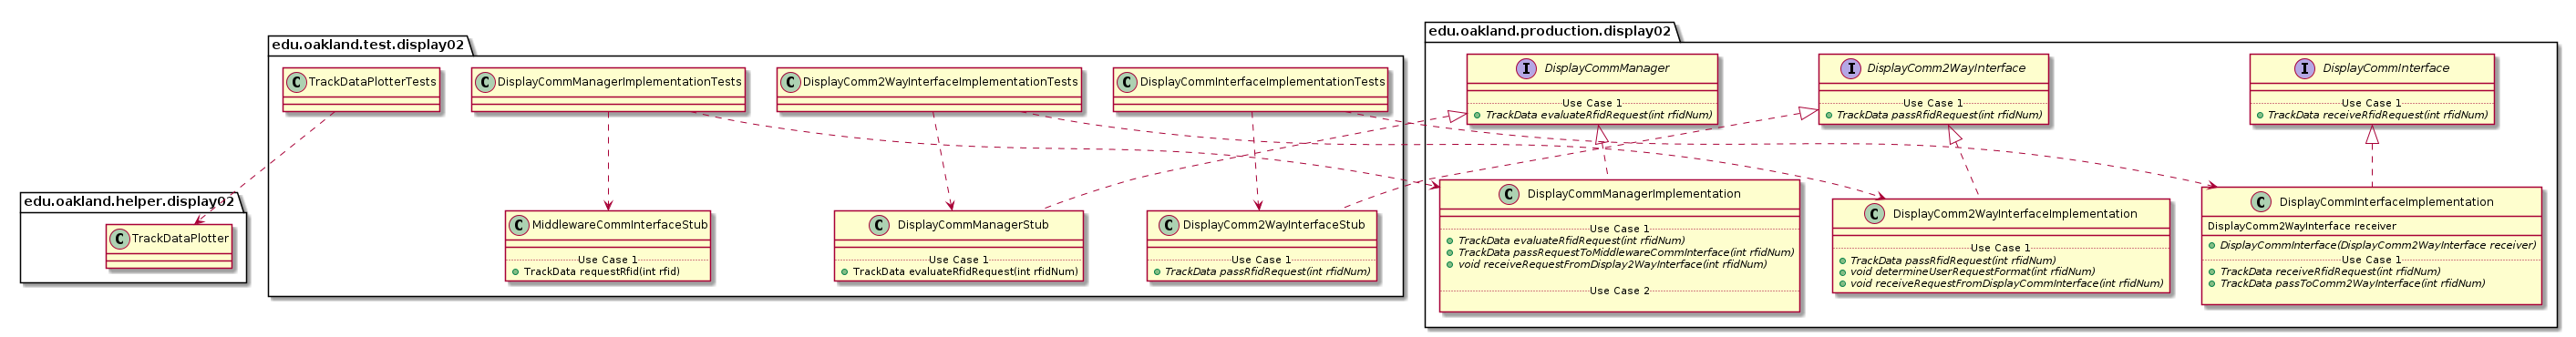 edu.oakland.helper.display02
C TrackDataPlotter
edu.oakland.test.display02
C TrackDataPlotterTests
C DisplayCommManagerImplementationTests
C DisplayComm2WayInterfaceImplementationTests
C DisplayCommInterfaceImplementationTests
C MiddlewareCommInterfaceStub
Use Case 1
TrackData requestRfid(int rfid)
C DisplayCommManagerStub
Use Case 1
TrackData evaluateRfidRequest(int rfidNum)
C DisplayComm2WayInterfaceStub
Use Case 1
TrackData passRfidRequest(int rfidNum)
edu.oakland.production.display02
I DisplayCommManager
Use Case 1
TrackData evaluateRfidRequest(int rfidNum)
I DisplayComm2WayInterface
Use Case 1
TrackData passRfidRequest(int rfidNum)
I DisplayCommInterface
Use Case 1
TrackData receiveRfidRequest(int rfidNum)
C DisplayCommManagerImplementation
Use Case 1
TrackData evaluateRfidRequest(int rfidNum)
TrackData passRequestToMiddlewareCommInterface(int rfidNum)
void receiveRequestFromDisplay2WayInterface(int rfidNum)
Use Case 2
C DisplayComm2WayInterfaceImplementation
Use Case 1
TrackData passRfidRequest(int rfidNum)
void determineUserRequestFormat(int rfidNum)
void receiveRequestFromDisplayCommInterface(int rfidNum)
C DisplayCommInterfaceImplementation
DisplayComm2WayInterface receiver
DisplayCommInterface(DisplayComm2WayInterface receiver)
Use Case 1
TrackData receiveRfidRequest(int rfidNum)
TrackData passToComm2WayInterface(int rfidNum)